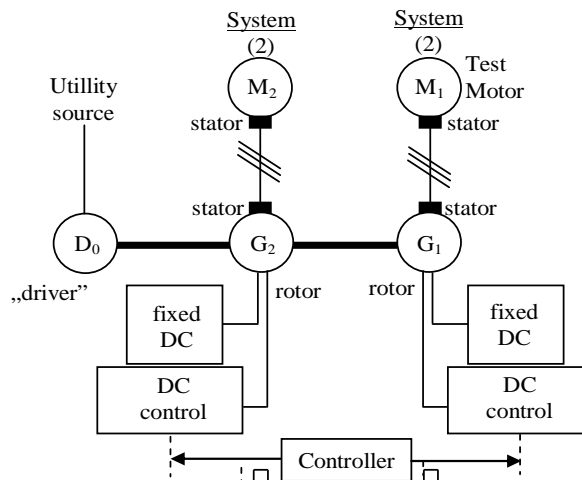 System
(2)
System
(2)
Utillity
source
M2
M1
Test
Motor
stator
stator
stator
stator
D0
G2
G1
„driver”
rotor
rotor
fixed
DC
fixed
DC
DC
control
DC
control
Controller